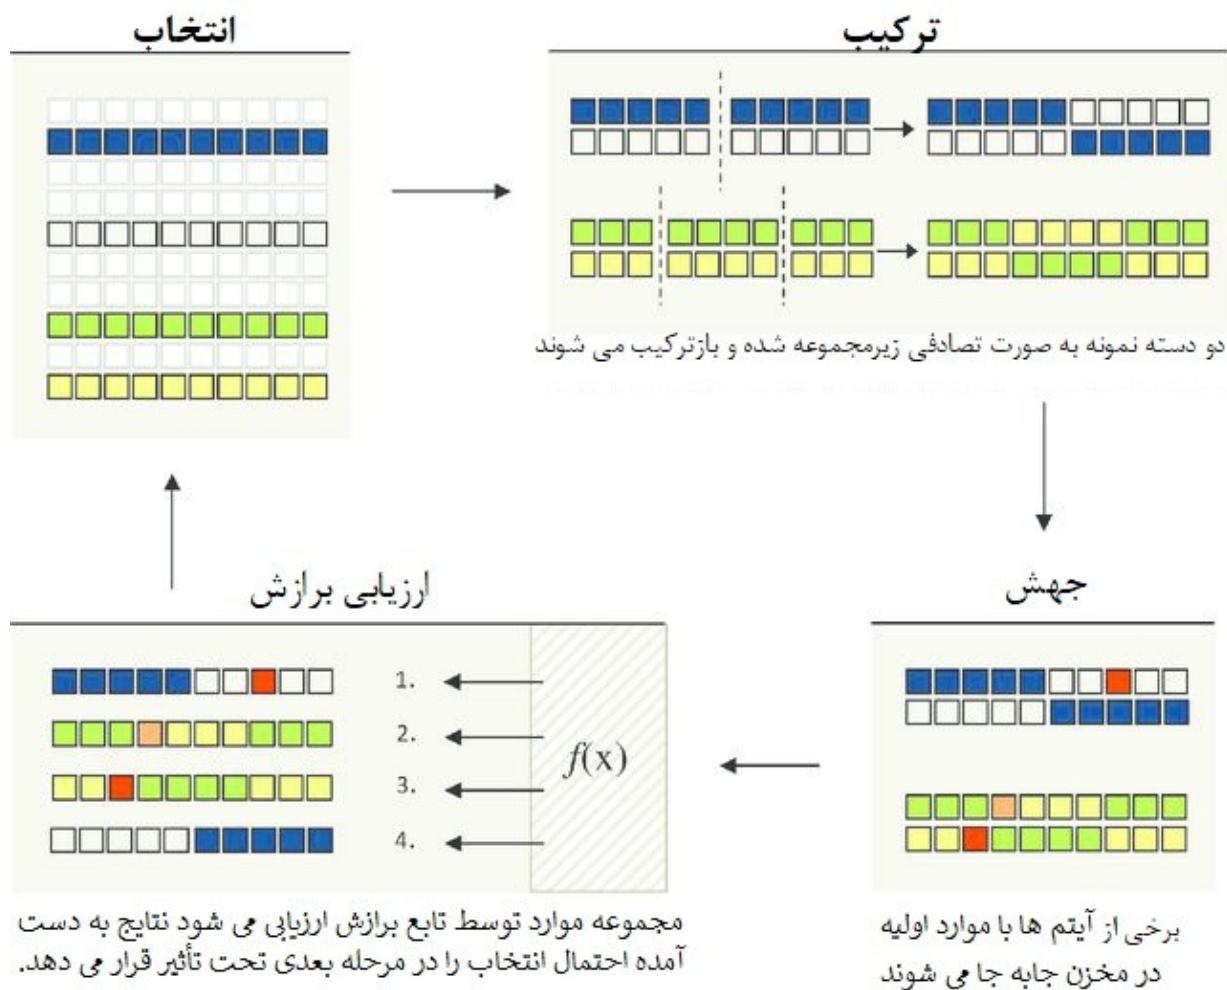 انتخاب
ترکیب
دو دسته نمونه به صورت تصادفی زیرمجموعه شده و بازترکیب می شوند
جهش
برخی از آیتم ها با موارد اولیه
در مخزن جابه جا می شوند
ارزیابی برازش
1.
2.
3.
4.
f(x)
مجموعه موارد توسط تابع برازش ارزیابی می شود نتایج به دست
آمده احتمال انتخاب را در مرحله بعدی تحت تأثیر قرار می دهد.